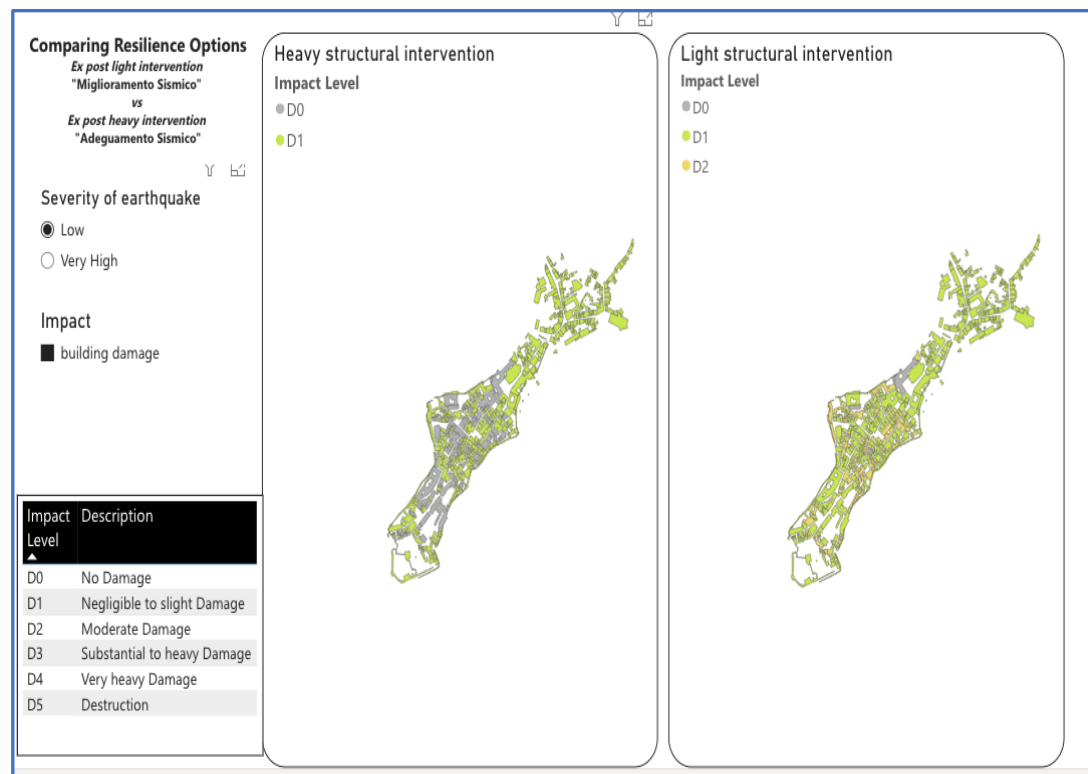 Comparing Resilience Options
Ex post light intervention
"Miglioramento Sismico"
vs
Ex post heavy intervention
"Adeguamento Sismico"
Severity of earthquake
Low
Very High
Impact
building damage
Impact Level Description
D0 No Damage
D1 Negligible to slight Damage
D2 Moderate Damage
D3 Substantial to heavy Damage
D4 Very heavy Damage
D5 Destruction
Heavy structural intervention
Impact Level
D0
D1
Light structural intervention
Impact Level
D0
D1
D2